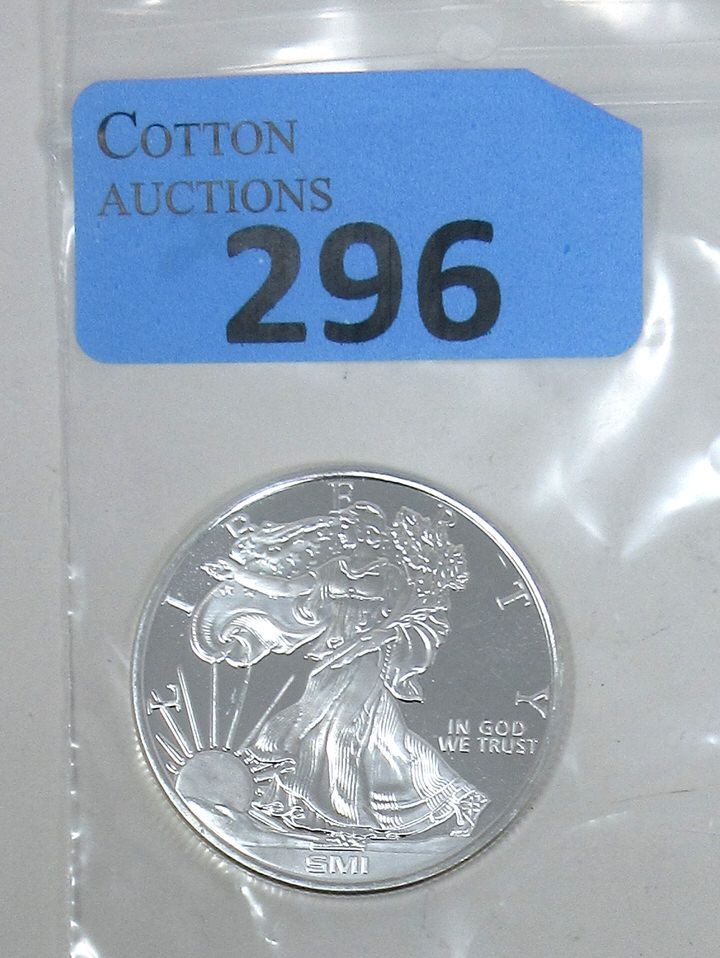 COTTON
AUCTIONS
296
LIBERTY
IN GOD
WE TRUST
SMI